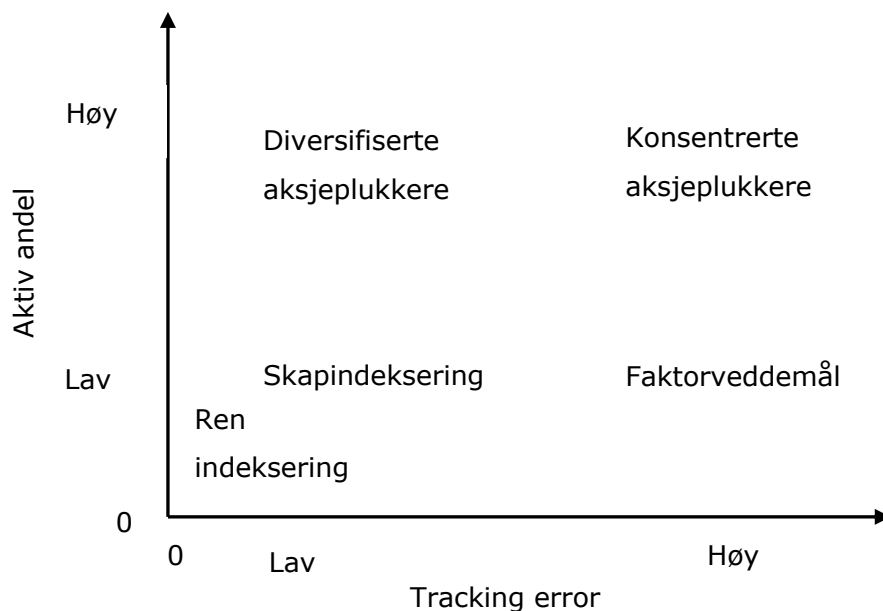 Høy
Diversifiserte
aksjeplukkere
Konsentrerte
aksjeplukkere
Aktiv andel
Lav
Skapindeksering
Faktorveddemål
Ren
indeksering
0
0
Lav
Høy
Tracking error